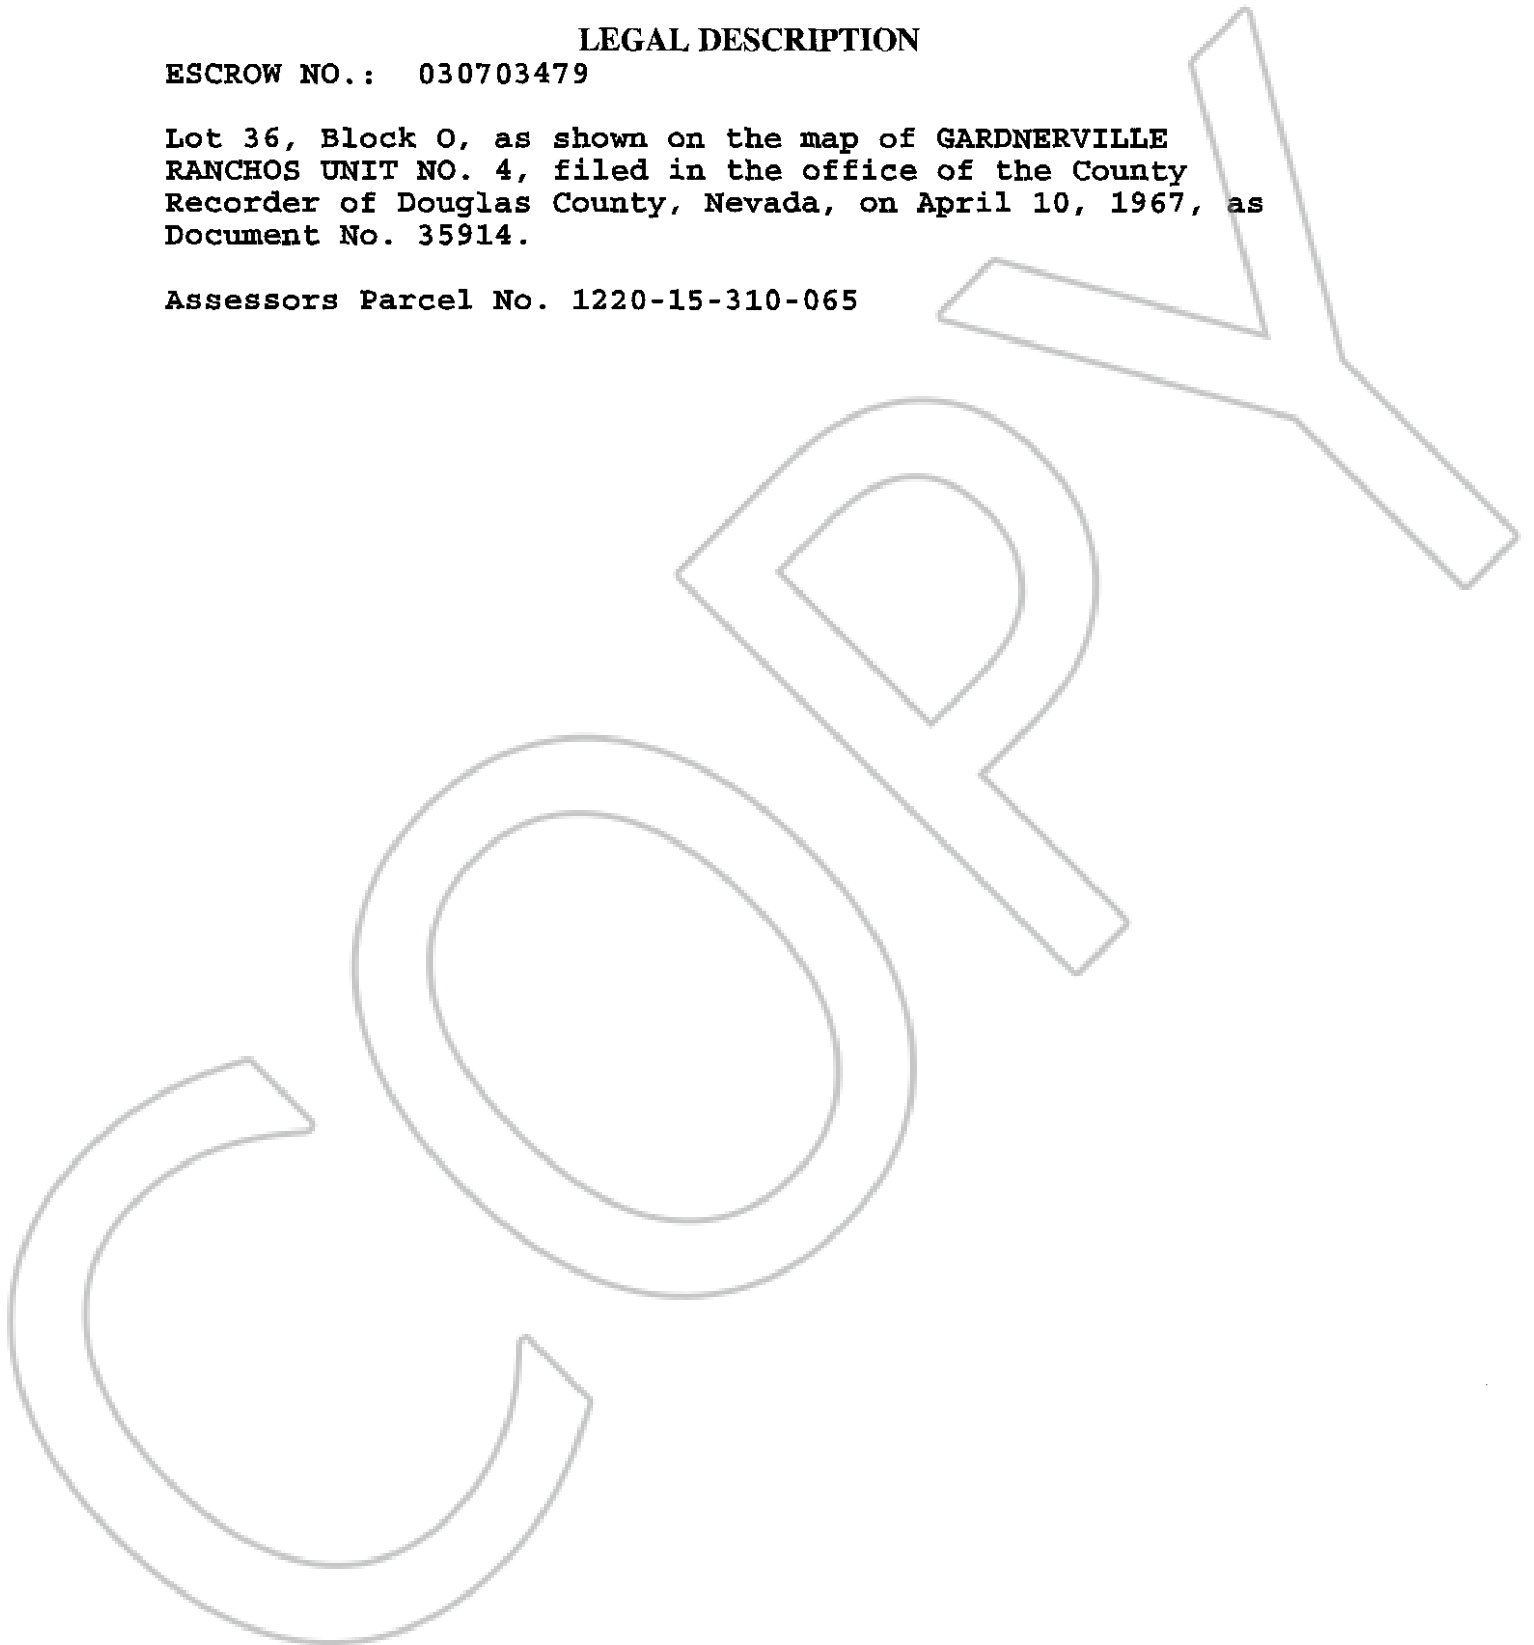 LEGAL DESCRIPTION
ESCROW NO.: 030703479
Lot 36, Block O, as shown on the map of GARDNERVILLE
RANCHOS UNIT NO. 4, filed in the office of the County
Recorder of Douglas County, Nevada, on April 10, 1967, as
Document No. 35914.
Assessors Parcel No. 1220-15-310-065
COPY